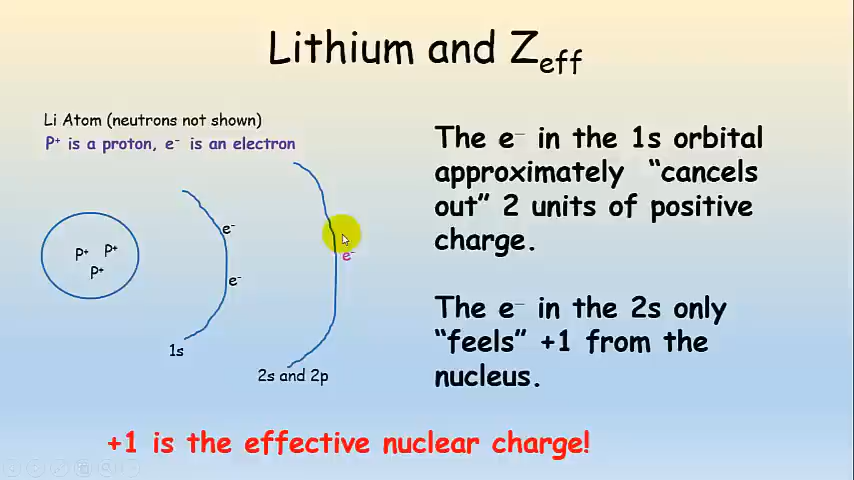 Lithium and Zeff
Li Atom (neutrons not shown)
P⁺ is a proton, e⁻ is an electron
The e⁻ in the 1s orbital
approximately “cancels
out” 2 units of positive
charge.
e⁻
P⁺ P⁺
P⁺
e⁻
e⁻
The e⁻ in the 2s only
“feels” +1 from the
nucleus.
1s
2s and 2p
+1 is the effective nuclear charge!